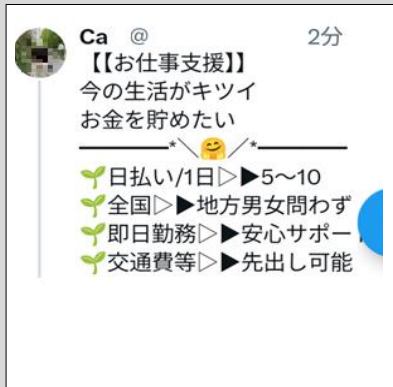 Ca @ 2分
【【お仕事支援】】
今の生活がキツイ
お金を貯めたい
————*＼🤗／*————
🌱日払い/1日▷▶5〜10
🌱全国▷▶地方男女問わず
🌱即日勤務▷▶安心サポー
🌱交通費等▷▶先出し可能